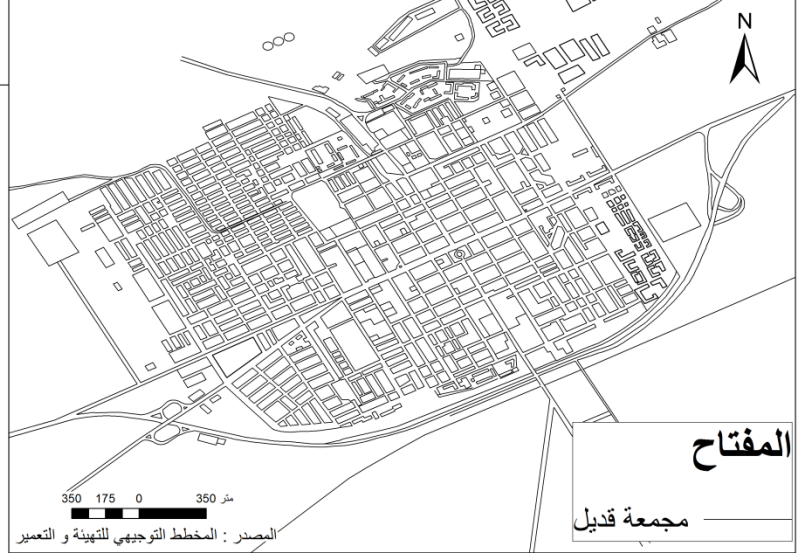 N
المفتاح
مجمعة قديل
350 175 0 350 متر
المصدر : المخطط التوجيهي للتهيئة و التعمير